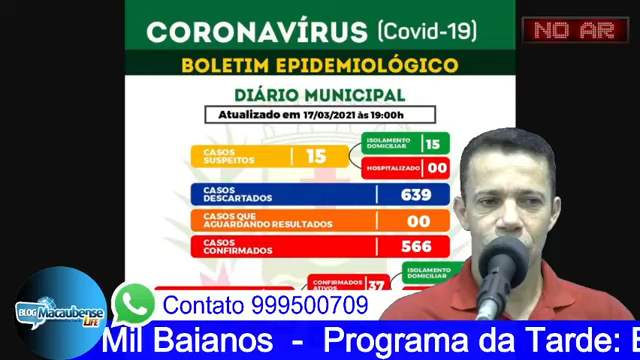 CORONAVÍRUS (Covid-19)
NO AR
BOLETIM EPIDEMIOLÓGICO
DIÁRIO MUNICIPAL
Atualizado em 17/03/2021 às 19:00h
CASOS SUSPEITOS 15
ISOLAMENTO DOMICILIAR 15
HOSPITALIZADO 00
CASOS DESCARTADOS 639
CASOS QUE AGUARDANDO RESULTADOS 00
CASOS CONFIRMADOS 566
ISOLAMENTO DOMICILIAR
CONFIRMADOS ATIVOS 37
BLOG Macaubense LIFE
Contato 999500709
Mil Baianos - Programa da Tarde: